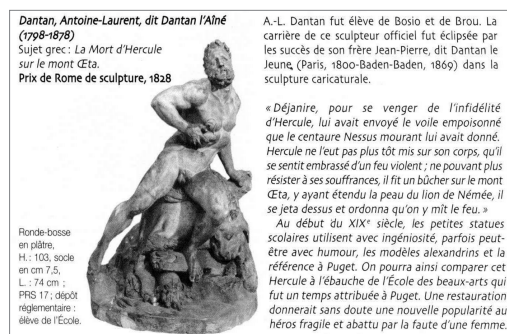 Dantan, Antoine-Laurent, dit Dantan l'Aîné
(1798-1878)
Sujet grec : La Mort d'Hercule
sur le mont Œta.
Prix de Rome de sculpture, 1828
Ronde-bosse
en plâtre,
H. : 103, socle
en cm 7,5,
L. : 74 cm ;
PRS 17 ; dépôt
réglementaire :
élève de l'École.
A.-L. Dantan fut élève de Bosio et de Brou. La
carrière de ce sculpteur officiel fut éclipsée par
les succès de son frère Jean-Pierre, dit Dantan le
Jeune, (Paris, 1800-Baden-Baden, 1869) dans la
sculpture caricaturale.
« Déjanire, pour se venger de l'infidélité
d'Hercule, lui avait envoyé le voile empoisonné
que le centaure Nessus mourant lui avait donné.
Hercule ne l'eut pas plus tôt mis sur son corps, qu'il
se sentit embrassé d'un feu violent ; ne pouvant plus
résister à ses souffrances, il fit un bûcher sur le mont
Œta, y ayant étendu la peau du lion de Némée, il
se jeta dessus et ordonna qu'on y mît le feu. »
Au début du XIXe siècle, les petites statues
scolaires utilisent avec ingéniosité, parfois peut-
être avec humour, les modèles alexandrins et la
référence à Puget. On pourra ainsi comparer cet
Hercule à l'ébauche de l'École des beaux-arts qui
fut un temps attribuée à Puget. Une restauration
donnerait sans doute une nouvelle popularité au
héros fragile et abattu par la faute d'une femme.